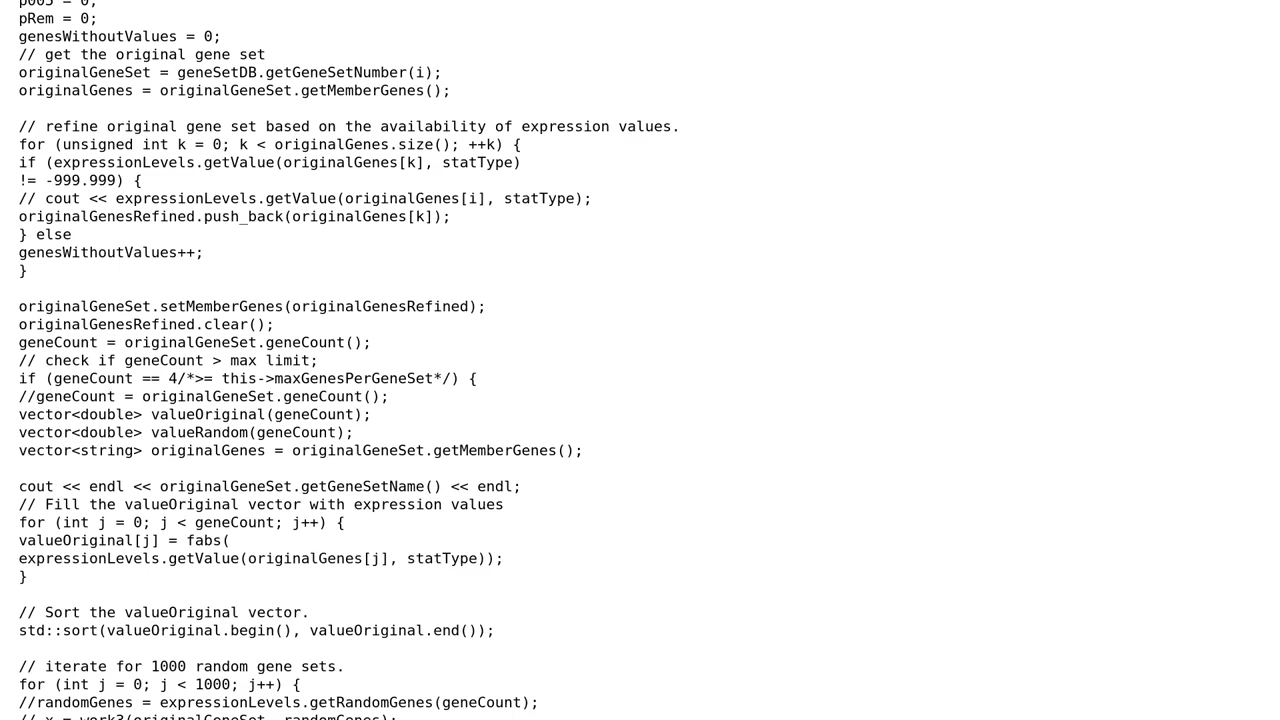 p005 = 0;
pRem = 0;
genesWithoutValues = 0;
// get the original gene set
originalGeneSet = geneSetDB.getGeneSetNumber(i);
originalGenes = originalGeneSet.getMemberGenes();
// refine original gene set based on the availability of expression values.
for (unsigned int k = 0; k < originalGenes.size(); ++k) {
if (expressionLevels.getValue(originalGenes[k], statType)
!= -999.999) {
// cout << expressionLevels.getValue(originalGenes[i], statType);
originalGenesRefined.push_back(originalGenes[k]);
} else
genesWithoutValues++;
}
originalGeneSet.setMemberGenes(originalGenesRefined);
originalGenesRefined.clear();
geneCount = originalGeneSet.geneCount();
// check if geneCount > max limit;
if (geneCount == 4/*>= this->maxGenesPerGeneSet*/) {
//geneCount = originalGeneSet.geneCount();
vector<double> valueOriginal(geneCount);
vector<double> valueRandom(geneCount);
vector<string> originalGenes = originalGeneSet.getMemberGenes();
cout << endl << originalGeneSet.getGeneSetName() << endl;
// Fill the valueOriginal vector with expression values
for (int j = 0; j < geneCount; j++) {
valueOriginal[j] = fabs(
expressionLevels.getValue(originalGenes[j], statType));
}
// Sort the valueOriginal vector.
std::sort(valueOriginal.begin(), valueOriginal.end());
// iterate for 1000 random gene sets.
for (int j = 0; j < 1000; j++) {
//randomGenes = expressionLevels.getRandomGenes(geneCount);
// x = work3(originalGeneSet, randomGenes);